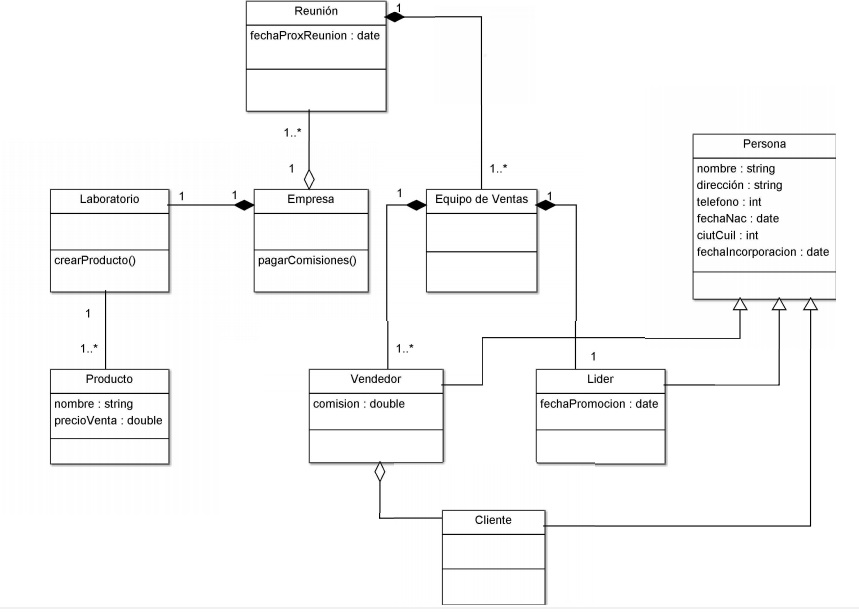 Reunión
1
fechaProxReunion : date
1..*
1
1..*
Persona
nombre : string
dirección : string
telefono : int
fechaNac : date
ciutCuil : int
fechaIncorporacion : date
Laboratorio
1
1
Empresa
1
Equipo de Ventas
1
crearProducto()
pagarComisiones()
1
1..*
1..*
1
Producto
nombre : string
precioVenta : double
Vendedor
comision : double
Lider
fechaPromocion : date
Cliente